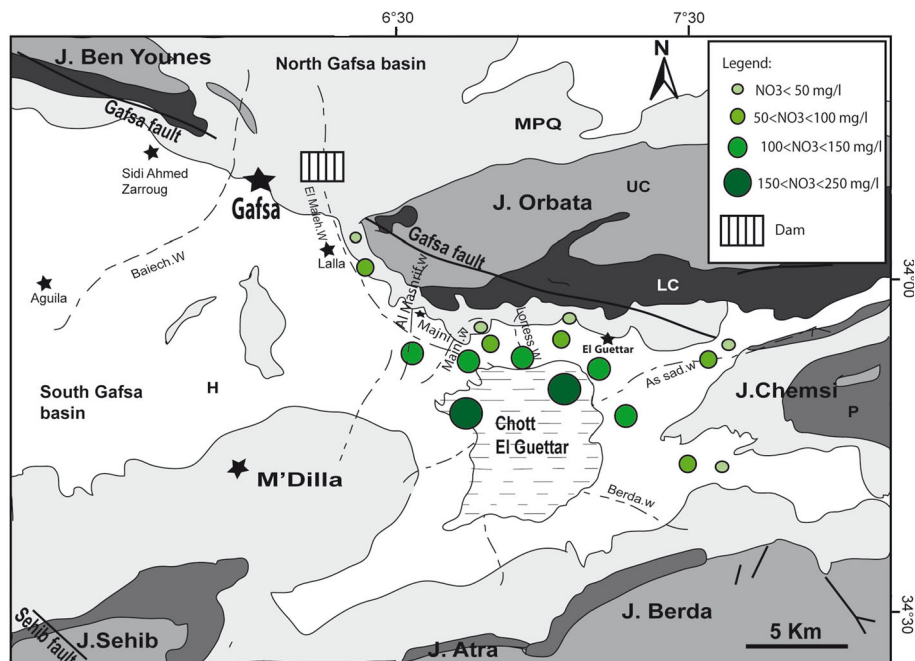 6°30
7°30
J. Ben Younes
North Gafsa basin
N
Legend:
NO3< 50 mg/l
50<NO3<100 mg/l
100<NO3<150 mg/l
150<NO3<250 mg/l
Dam
Gafsa fault
MPQ
Sidi Ahmed
Zarroug
UC
J. Orbata
Gafsa
El Maleh.W
Lalla
Gafsa fault
Baiech.W
Aguila
LC
34°00
Al Mashrif.w
Majni
Majni.w
Lortess W
El Guettar
As sad.w
H
South Gafsa
basin
J.Chemsi
P
Chott
El Guettar
M'Dilla
Berda.w
34°30
J. Berda
Sehib fault
J.Sehib
J. Atra
5 Km